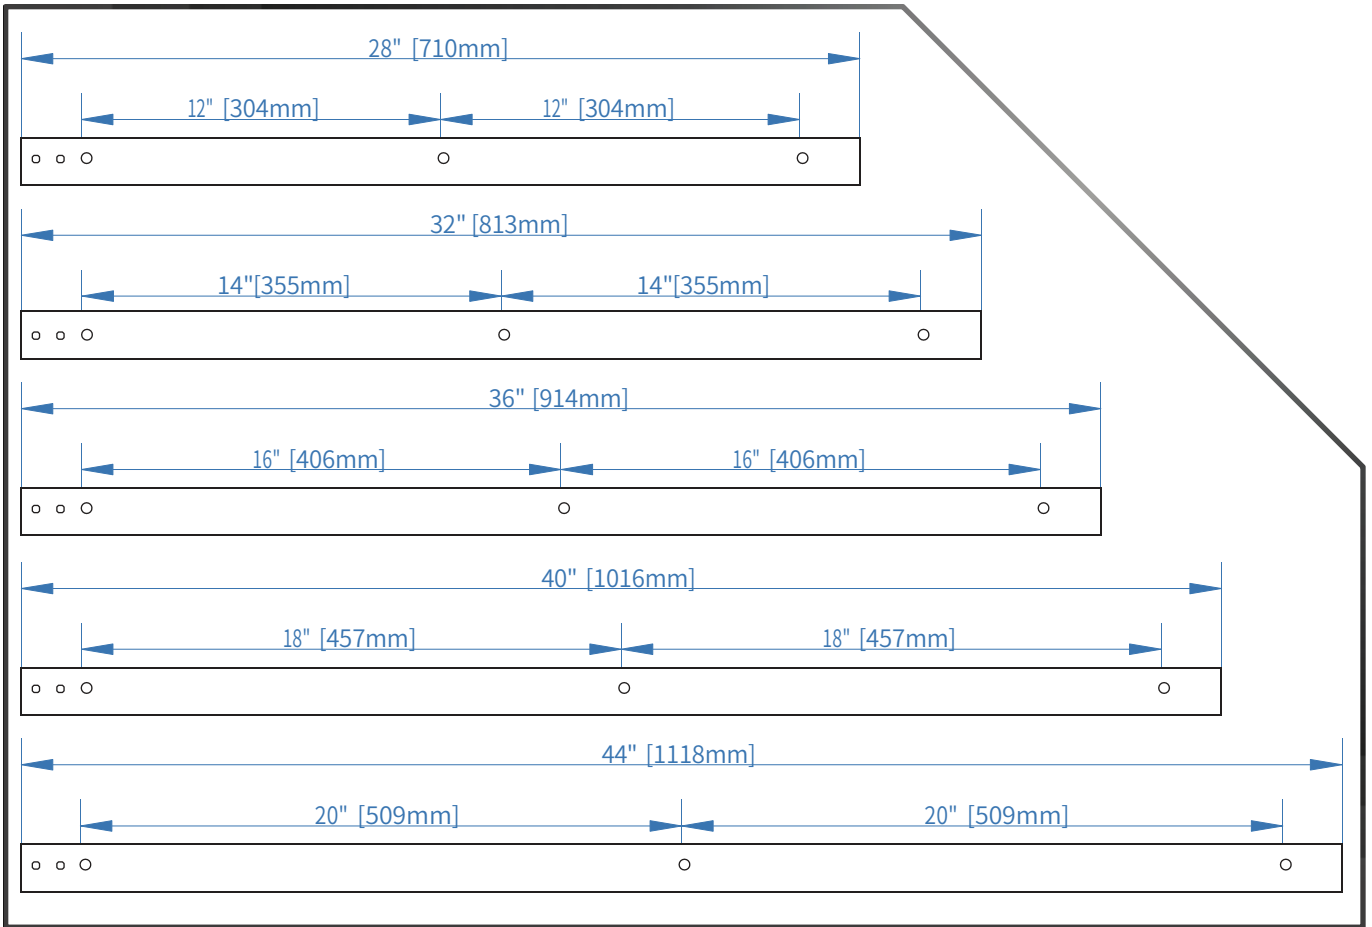 28" [710mm]
12" [304mm] 12" [304mm]
32" [813mm]
14"[355mm] 14"[355mm]
36" [914mm]
16" [406mm] 16" [406mm]
40" [1016mm]
18" [457mm] 18" [457mm]
44" [1118mm]
20" [509mm] 20" [509mm]